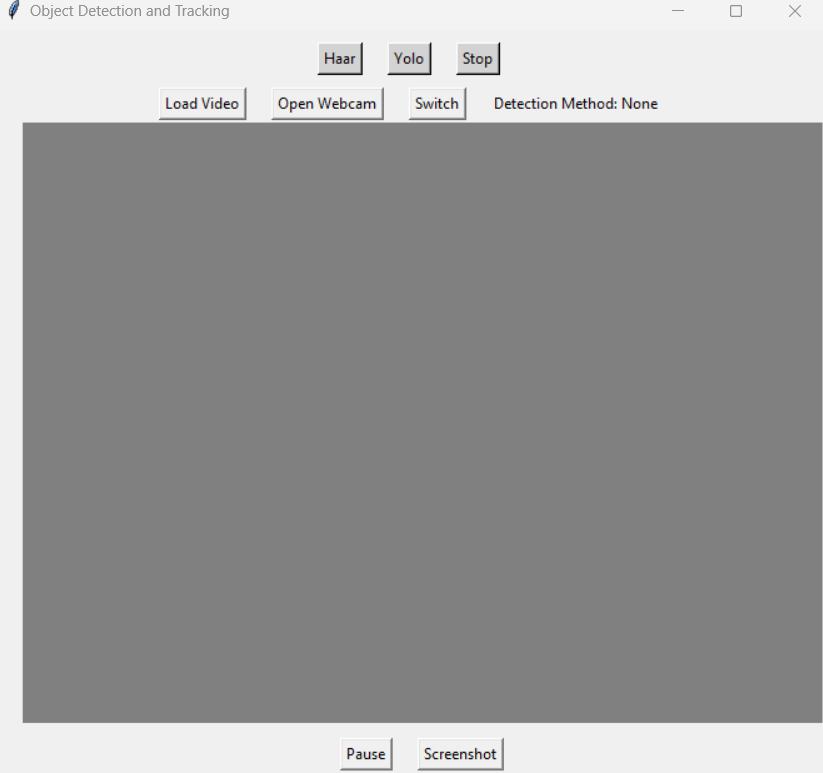 Object Detection and Tracking
Haar Yolo Stop
Load Video Open Webcam Switch Detection Method: None
Pause Screenshot